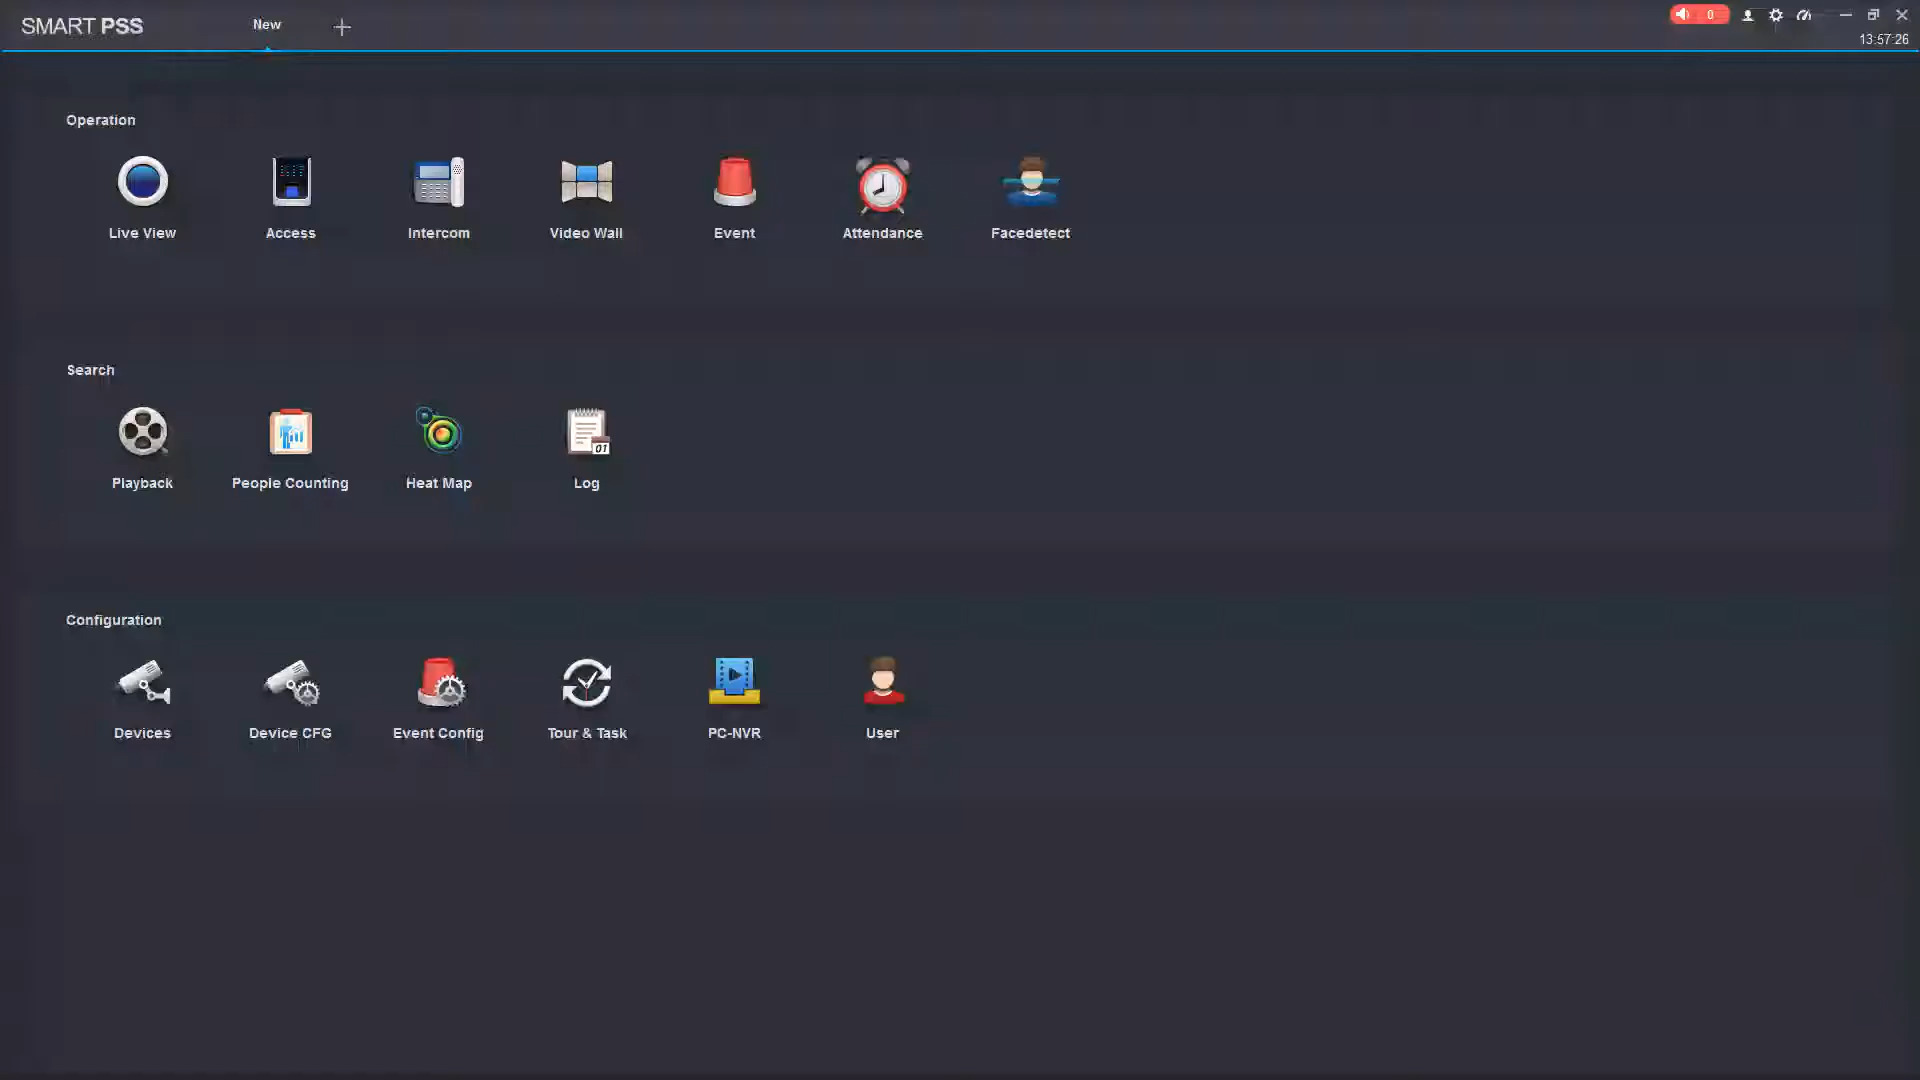 SMART PSS
New
0
13:57:26
Operation
Live View
Access
Intercom
Video Wall
Event
Attendance
Facedetect
Search
Playback
People Counting
Heat Map
01
Log
Configuration
Devices
Device CFG
Event Config
Tour & Task
PC-NVR
User